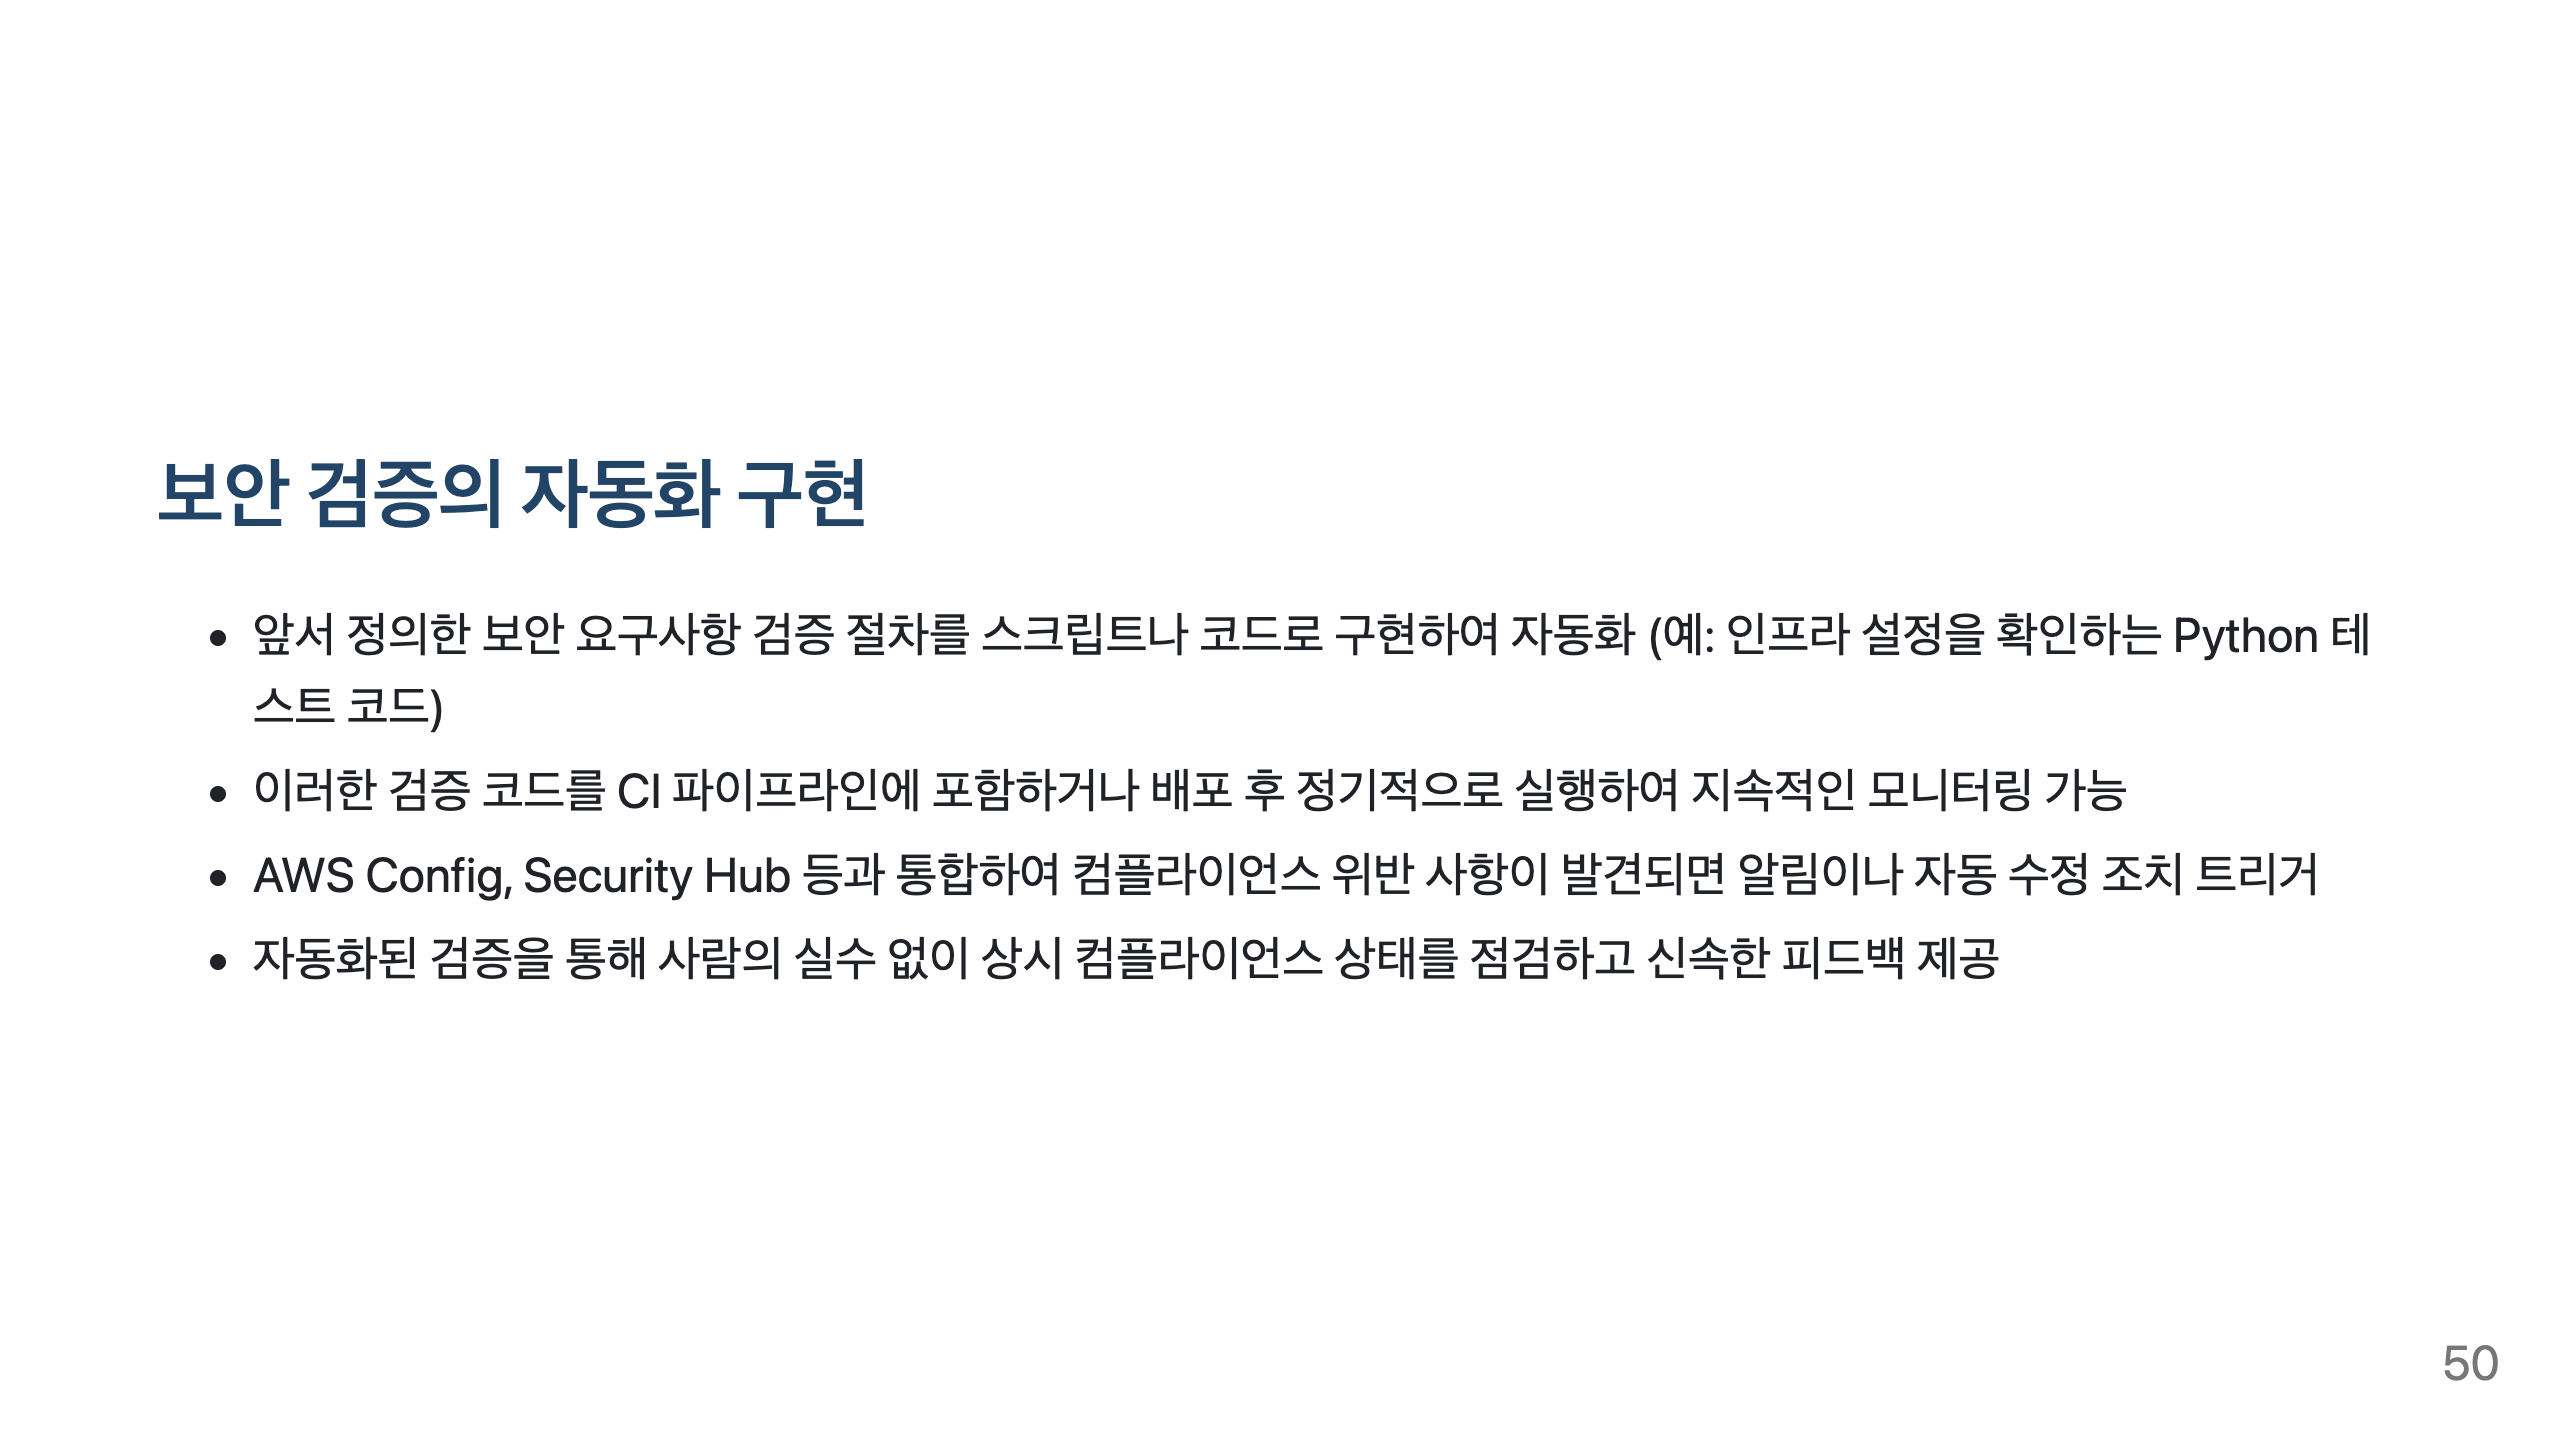 보안 검증의 자동화 구현
앞서 정의한 보안 요구사항 검증 절차를 스크립트나 코드로 구현하여 자동화 (예: 인프라 설정을 확인하는 Python 테
스트 코드)
이러한 검증 코드를 CI 파이프라인에 포함하거나 배포 후 정기적으로 실행하여 지속적인 모니터링 가능
AWS Config, Security Hub 등과 통합하여 컴플라이언스 위반 사항이 발견되면 알림이나 자동 수정 조치 트리거
자동화된 검증을 통해 사람의 실수 없이 상시 컴플라이언스 상태를 점검하고 신속한 피드백 제공
50